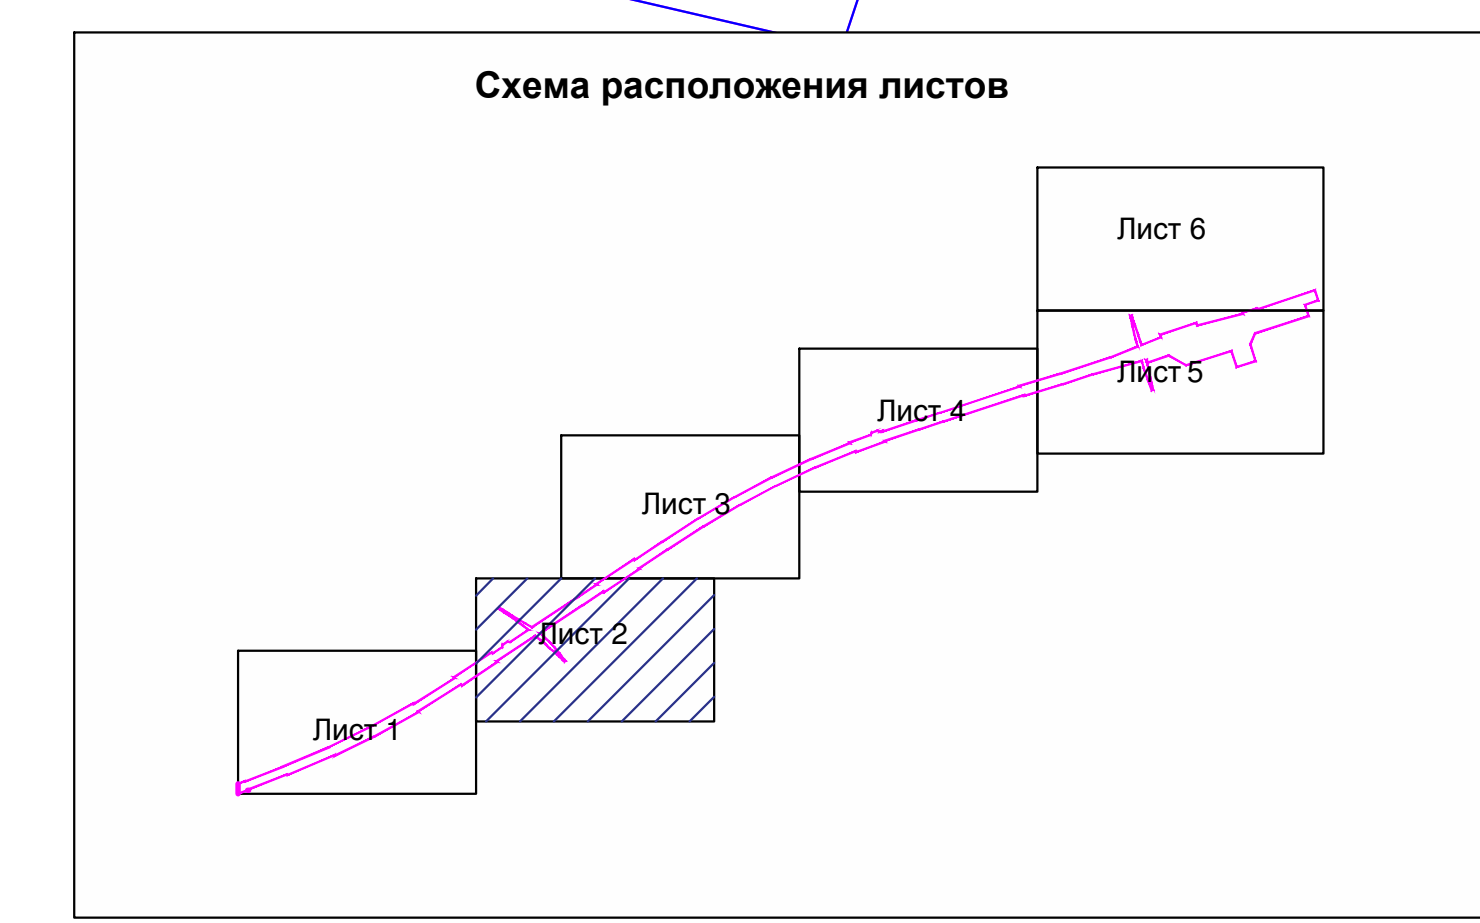 Схема расположения листов
Лист 6
Лист 5
Лист 4
Лист 3
Лист 2
Лист 1